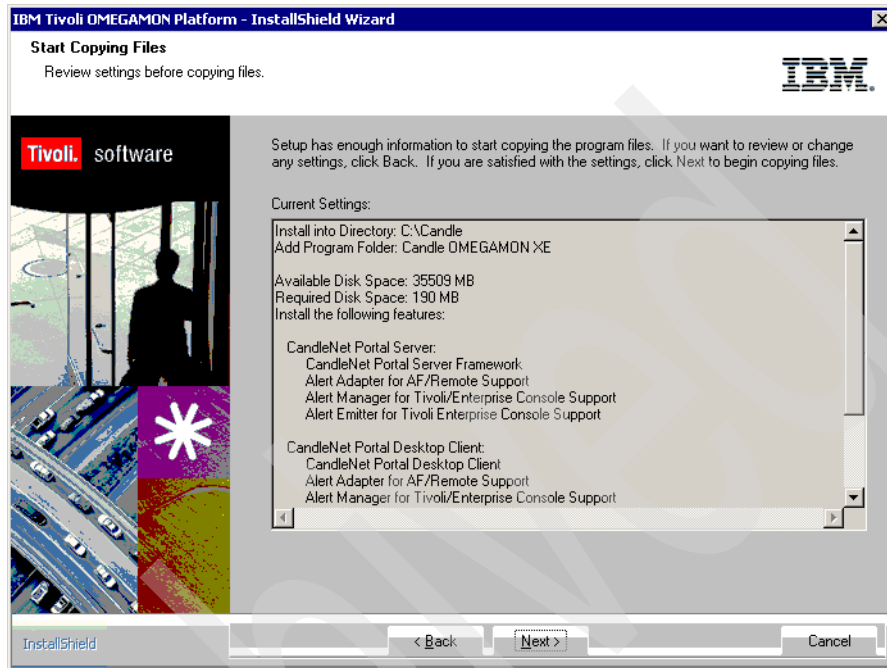 IBM Tivoli OMEGAMON Platform - InstallShield Wizard
Start Copying Files
Review settings before copying files.
IBM.
Tivoli. software
Setup has enough information to start copying the program files. If you want to review or change
any settings, click Back. If you are satisfied with the settings, click Next to begin copying files.
Current Settings:
Install into Directory: C:\Candle
Add Program Folder: Candle OMEGAMON XE
Available Disk Space: 35509 MB
Required Disk Space: 190 MB
Install the following features:
CandleNet Portal Server:
CandleNet Portal Server Framework
Alert Adapter for AF/Remote Support
Alert Manager for Tivoli/Enterprise Console Support
Alert Emitter for Tivoli Enterprise Console Support
CandleNet Portal Desktop Client:
CandleNet Portal Desktop Client
Alert Adapter for AF/Remote Support
Alert Manager for Tivoli/Enterprise Console Support
InstallShield
< Back
Next >
Cancel